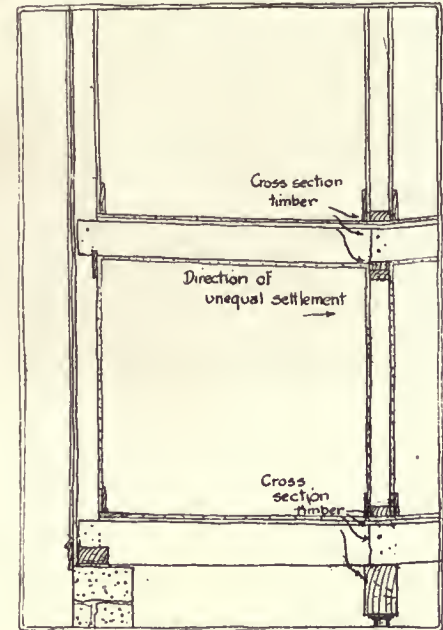 Cross section
timber
Direction of
unequal settlement
Cross
section
timber